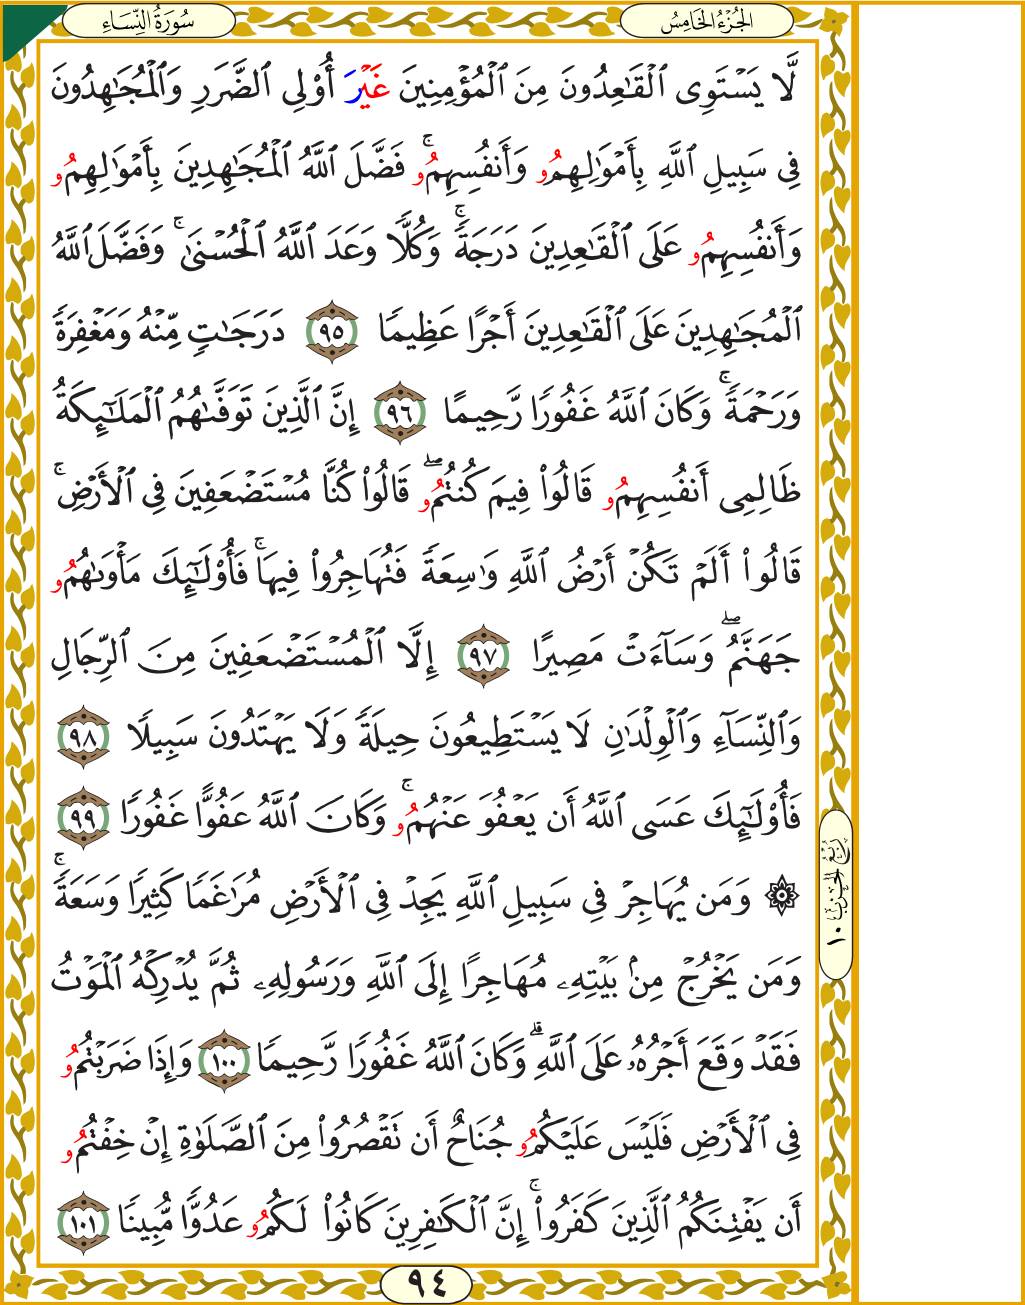 الجُزْءُ الخَامِسُ
سُورَةُ النِّسَاءِ
لَّا يَسْتَوِى ٱلْقَٰعِدُونَ مِنَ ٱلْمُؤْمِنِينَ غَيْرَ أُوْلِى ٱلضَّرَرِ وَٱلْمُجَٰهِدُونَ
فِى سَبِيلِ ٱللَّهِ بِأَمْوَٰلِهِمُو وَأَنفُسِهِمُوۚ فَضَّلَ ٱللَّهُ ٱلْمُجَٰهِدِينَ بِأَمْوَٰلِهِمُو
وَأَنفُسِهِمُو عَلَى ٱلْقَٰعِدِينَ دَرَجَةًۚ وَكُلًّا وَعَدَ ٱللَّهُ ٱلْحُسْنَىٰۚ وَفَضَّلَ ٱللَّهُ
ٱلْمُجَٰهِدِينَ عَلَى ٱلْقَٰعِدِينَ أَجْرًا عَظِيمًا ٩٥ دَرَجَٰتٍ مِّنْهُ وَمَغْفِرَةً
وَرَحْمَةًۚ وَكَانَ ٱللَّهُ غَفُورًا رَّحِيمًا ٩٦ إِنَّ ٱلَّذِينَ تَوَفَّىٰهُمُ ٱلْمَلَٰٓئِكَةُ
ظَالِمِى أَنفُسِهِمُو قَالُوا۟ فِيمَ كُنتُمُوۖ قَالُوا۟ كُنَّا مُسْتَضْعَفِينَ فِى ٱلْأَرْضِۚ
قَالُوٓا۟ أَلَمْ تَكُنْ أَرْضُ ٱللَّهِ وَٰسِعَةً فَتُهَاجِرُوا۟ فِيهَاۚ فَأُو۟لَٰٓئِكَ مَأْوَىٰهُمُو
جَهَنَّمُۖ وَسَآءَتْ مَصِيرًا ٩٧ إِلَّا ٱلْمُسْتَضْعَفِينَ مِنَ ٱلرِّجَالِ
وَٱلنِّسَآءِ وَٱلْوِلْدَٰنِ لَا يَسْتَطِيعُونَ حِيلَةً وَلَا يَهْتَدُونَ سَبِيلًا ٩٨
فَأُو۟لَٰٓئِكَ عَسَى ٱللَّهُ أَن يَعْفُوَ عَنْهُمُوۚ وَكَانَ ٱللَّهُ عَفُوًّا غَفُورًا ٩٩
۞ وَمَن يُهَاجِرْ فِى سَبِيلِ ٱللَّهِ يَجِدْ فِى ٱلْأَرْضِ مُرَٰغَمًا كَثِيرًا وَسَعَةًۚ
وَمَن يَخْرُجْ مِنۢ بَيْتِهِۦ مُهَاجِرًا إِلَى ٱللَّهِ وَرَسُولِهِۦ ثُمَّ يُدْرِكْهُ ٱلْمَوْتُ
فَقَدْ وَقَعَ أَجْرُهُۥ عَلَى ٱللَّهِۗ وَكَانَ ٱللَّهُ غَفُورًا رَّحِيمًا ١٠٠ وَإِذَا ضَرَبْتُمُو
فِى ٱلْأَرْضِ فَلَيْسَ عَلَيْكُمُو جُنَاحٌ أَن تَقْصُرُوا۟ مِنَ ٱلصَّلَوٰةِ إِنْ خِفْتُمُو
أَن يَفْتِنَكُمُ ٱلَّذِينَ كَفَرُوٓا۟ۚ إِنَّ ٱلْكَٰفِرِينَ كَانُوا۟ لَكُمُو عَدُوًّا مُّبِينًا ١٠١
رُبْعُ الحِزْبِ ١٠
٩٤